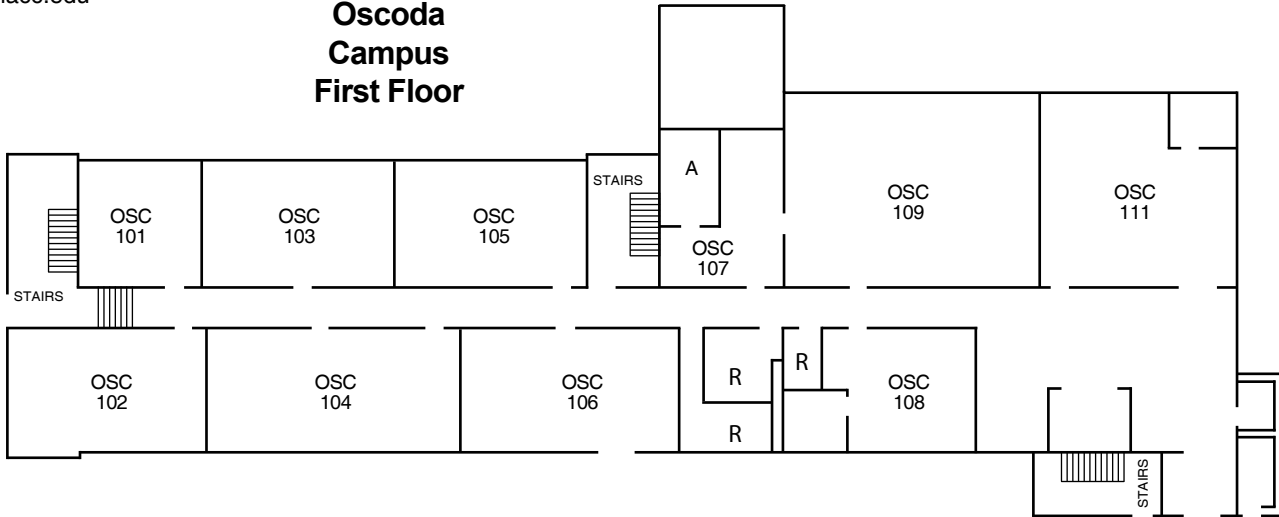 Oscoda
Campus
First Floor
A
STAIRS
OSC
101
OSC
103
OSC
105
OSC
107
OSC
109
OSC
111
STAIRS
OSC
102
OSC
104
OSC
106
R
R
R
OSC
108
STAIRS